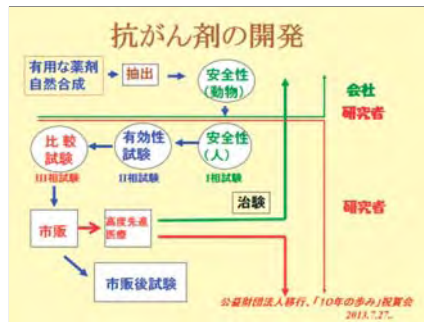 抗がん剤の開発
有用な薬剤
自然合成
抽出
安全性
(動物)
会社
研究者
比較
試験
有効性
試験
安全性
(人)
III相試験
II相試験
I相試験
治験
研究者
市販
高度先進
医療
市販後試験
公益財団法人移行、「10年の歩み」祝賀会
2013.7.27..